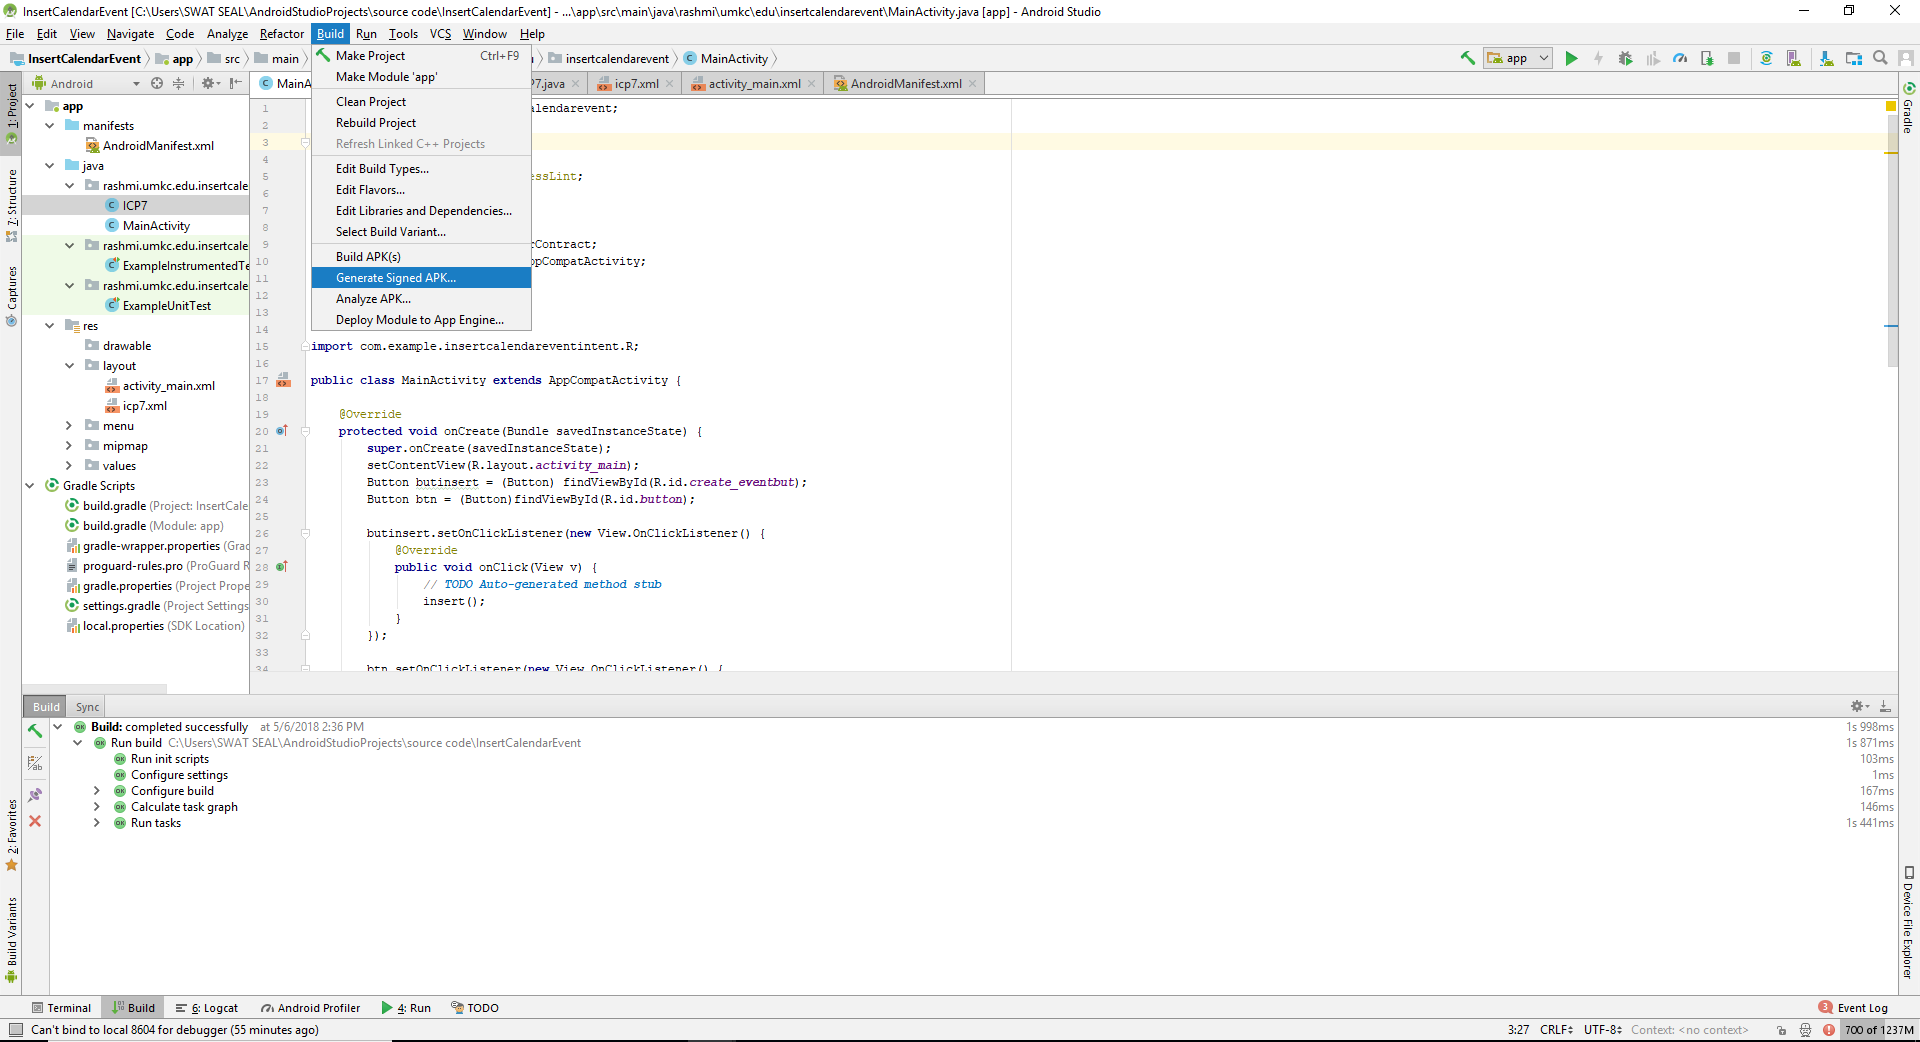 InsertCalendarEvent [C:\Users\SWAT SEAL\AndroidStudioProjects\source code\InsertCalendarEvent] - ...\app\src\main\java\rashmi\umkc\edu\insertcalendarevent\MainActivity.java [app] - Android Studio
File Edit View Navigate Code Analyze Refactor Build Run Tools VCS Window Help
InsertCalendarEvent app src main insertcalendarevent MainActivity app
Android
MainA 7.java icp7.xml activity_main.xml AndroidManifest.xml
Make Project Ctrl+F9
Make Module 'app'
Clean Project
Rebuild Project
Refresh Linked C++ Projects
Edit Build Types...
Edit Flavors...
Edit Libraries and Dependencies...
Select Build Variant...
Build APK(s)
Generate Signed APK...
Analyze APK...
Deploy Module to App Engine...
1: Project
7: Structure
Captures
2: Favorites
Build Variants
Gradle
Device File Explorer
app
manifests
AndroidManifest.xml
java
rashmi.umkc.edu.insertcale
ICP7
MainActivity
rashmi.umkc.edu.insertcale
ExampleInstrumentedTe
rashmi.umkc.edu.insertcale
ExampleUnitTest
res
drawable
layout
activity_main.xml
icp7.xml
menu
mipmap
values
Gradle Scripts
build.gradle (Project: InsertCale
build.gradle (Module: app)
gradle-wrapper.properties (Grad
proguard-rules.pro (ProGuard R
gradle.properties (Project Prope
settings.gradle (Project Settings
local.properties (SDK Location)
1 alendarevent;
2
3
4
5 essLint;
6
7
8
9 rContract;
10 ppCompatActivity;
11
12
13
14
15 import com.example.insertcalendareventintent.R;
16
17 public class MainActivity extends AppCompatActivity {
18
19 @Override
20 protected void onCreate(Bundle savedInstanceState) {
21 super.onCreate(savedInstanceState);
22 setContentView(R.layout.activity_main);
23 Button butinsert = (Button) findViewById(R.id.create_eventbut);
24 Button btn = (Button)findViewById(R.id.button);
25
26 butinsert.setOnClickListener(new View.OnClickListener() {
27 @Override
28 public void onClick(View v) {
29 // TODO Auto-generated method stub
30 insert();
31 }
32 });
33
34 btn.setOnClickListener(new View.OnClickListener() {
Build Sync
Build: completed successfully at 5/6/2018 2:36 PM 1s 998ms
Run build C:\Users\SWAT SEAL\AndroidStudioProjects\source code\InsertCalendarEvent 1s 871ms
Run init scripts 103ms
Configure settings 1ms
Configure build 167ms
Calculate task graph 146ms
Run tasks 1s 441ms
Terminal Build 6: Logcat Android Profiler 4: Run TODO 3 Event Log
Can't bind to local 8604 for debugger (55 minutes ago) 3:27 CRLF UTF-8 Context: <no context> 700 of 1237M